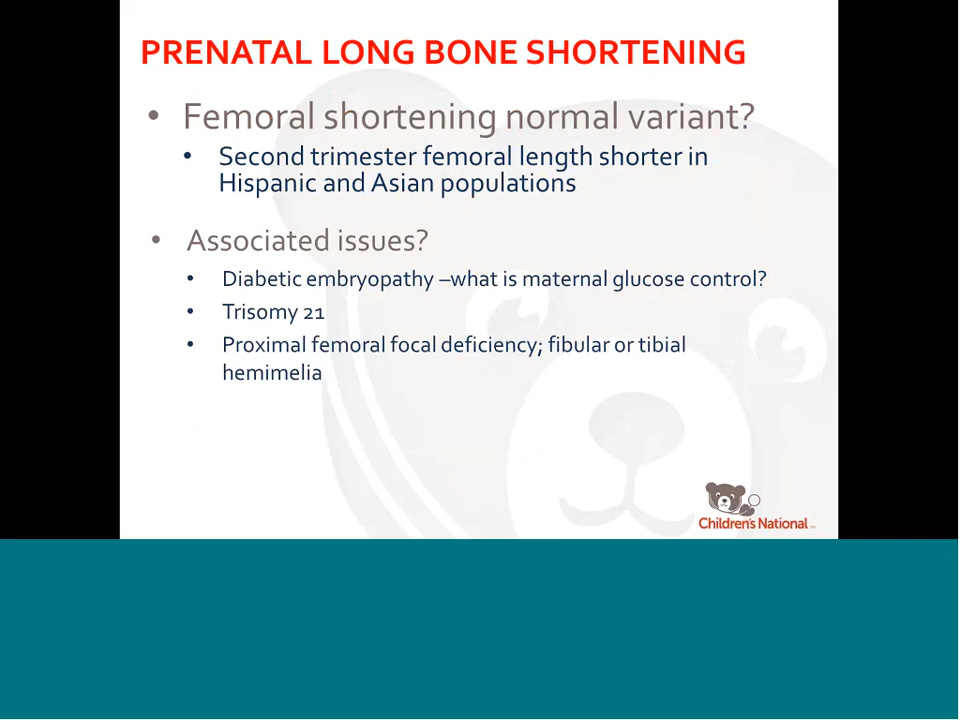 PRENATAL LONG BONE SHORTENING
• Femoral shortening normal variant?
• Second trimester femoral length shorter in
Hispanic and Asian populations
• Associated issues?
• Diabetic embryopathy –what is maternal glucose control?
• Trisomy 21
• Proximal femoral focal deficiency; fibular or tibial
hemimelia
Children's National